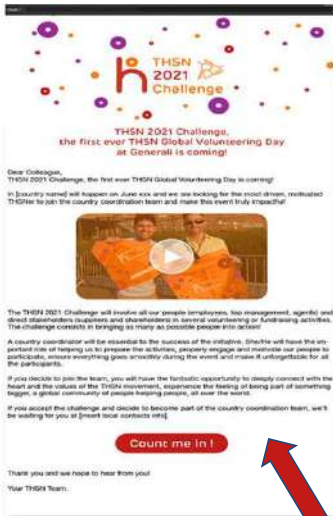 THSN
2021
Challenge
THSN 2021 Challenge,
the first ever THSN Global Volunteering Day
at Generali is coming!
Dear Colleague,
THSN 2021 Challenge, the first ever THSN Global Volunteering Day is coming!
In [country name] will happen on June xxx and we are looking for the most driven, motivated
THSNer to join the country coordination team and make this event truly impactful!
The THSN 2021 Challenge will involve all our people (employees, top management, agents) and
direct stakeholders (suppliers and shareholders) in several volunteering or fundraising activities.
The challenge consists in bringing as many as possible people into action!
A country coordinator will be essential to the success of the initiative. She/He will have the im-
portant role of helping us to prepare the activities, properly engage and motivate our people to
participate, ensure everything goes smoothly during the event and make it unforgettable for all
the participants.
If you decide to join the team, you will have the fantastic opportunity to deeply connect with the
heart and the values of the THSN movement, experience the feeling of being part of something
bigger, a global community of people helping people, all over the world.
If you accept the challenge and decide to become part of the country coordination team, we'll
be waiting for you at [insert local contacts info].
Count me in !
Thank you and we hope to hear from you!
Your THSN Team.